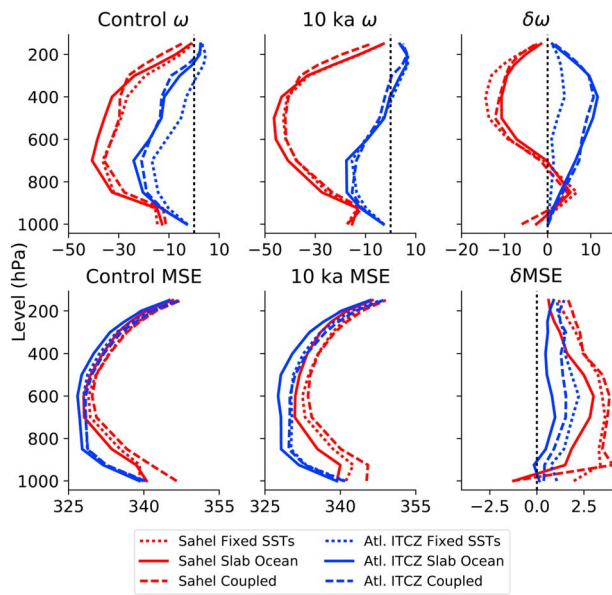 Control ω
10 ka ω
δω
200
400
600
800
1000
−50 −30 −10 10
−50 −30 −10 10
−20 −10 0 10
Level (hPa)
Control MSE
10 ka MSE
δMSE
200
400
600
800
1000
325 340 355
325 340 355
−2.5 0.0 2.5
Sahel Fixed SSTs
Sahel Slab Ocean
Sahel Coupled
Atl. ITCZ Fixed SSTs
Atl. ITCZ Slab Ocean
Atl. ITCZ Coupled